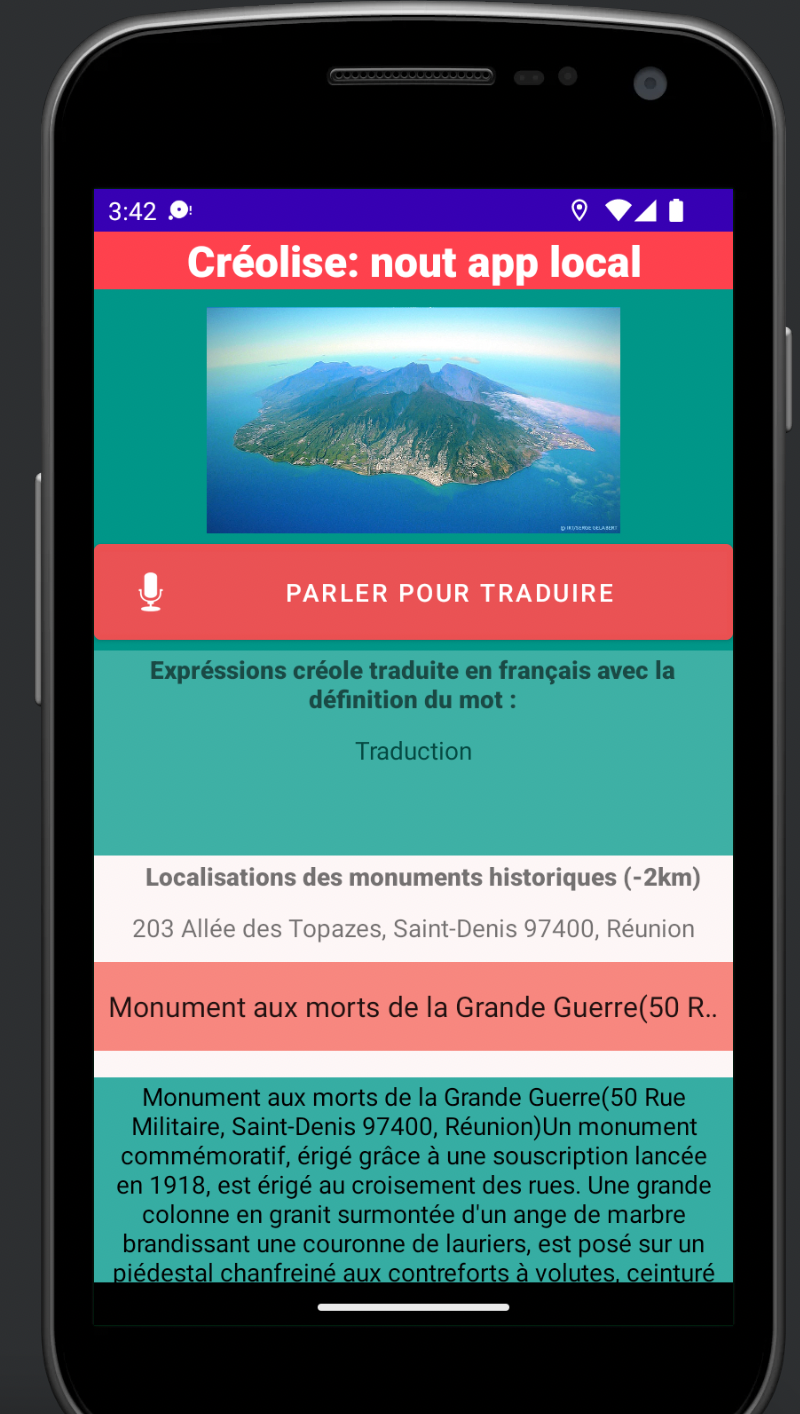 3:42
Créolise: nout app local
PARLER POUR TRADUIRE
Expréssions créole traduite en français avec la
définition du mot :
Traduction
Localisations des monuments historiques (-2km)
203 Allée des Topazes, Saint-Denis 97400, Réunion
Monument aux morts de la Grande Guerre(50 R..
Monument aux morts de la Grande Guerre(50 Rue
Militaire, Saint-Denis 97400, Réunion)Un monument
commémoratif, érigé grâce à une souscription lancée
en 1918, est érigé au croisement des rues. Une grande
colonne en granit surmontée d'un ange de marbre
brandissant une couronne de lauriers, est posé sur un
piédestal chanfreiné aux contreforts à volutes, ceinturé